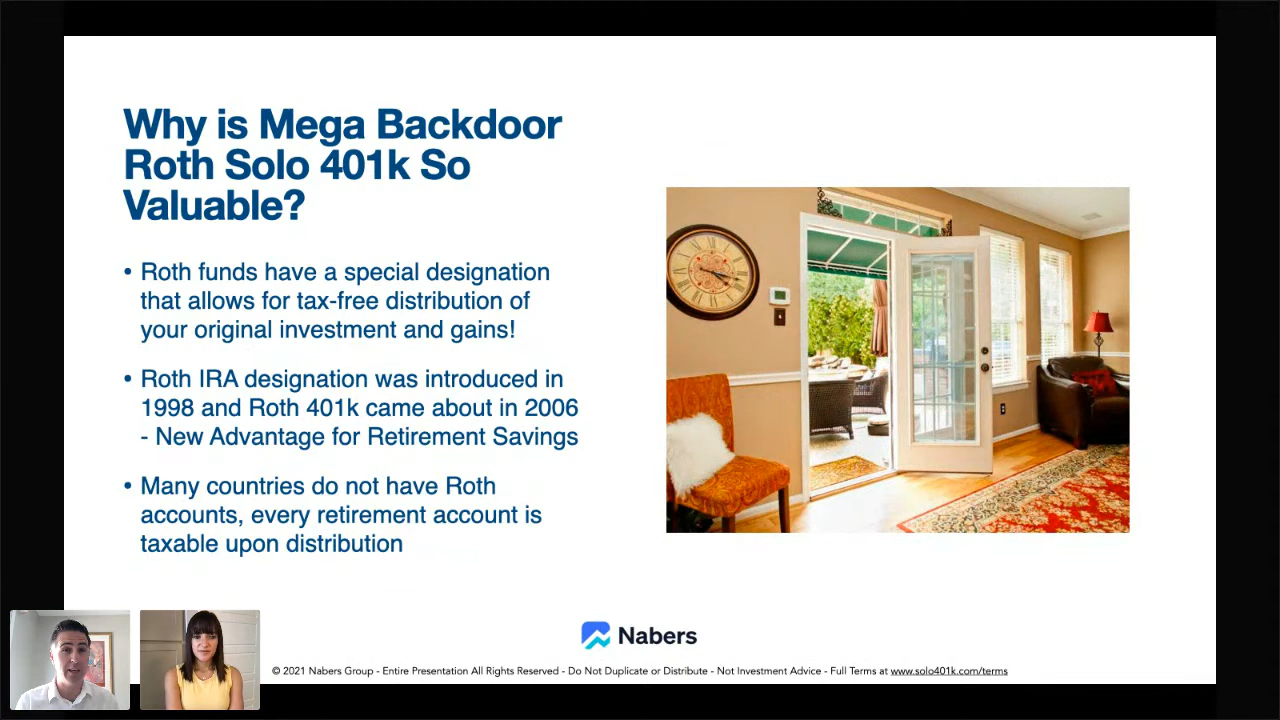 Why is Mega Backdoor
Roth Solo 401k So
Valuable?
• Roth funds have a special designation
that allows for tax-free distribution of
your original investment and gains!
• Roth IRA designation was introduced in
1998 and Roth 401k came about in 2006
- New Advantage for Retirement Savings
• Many countries do not have Roth
accounts, every retirement account is
taxable upon distribution
Nabers
© 2021 Nabers Group - Entire Presentation All Rights Reserved - Do Not Duplicate or Distribute - Not Investment Advice - Full Terms at www.solo401k.com/terms